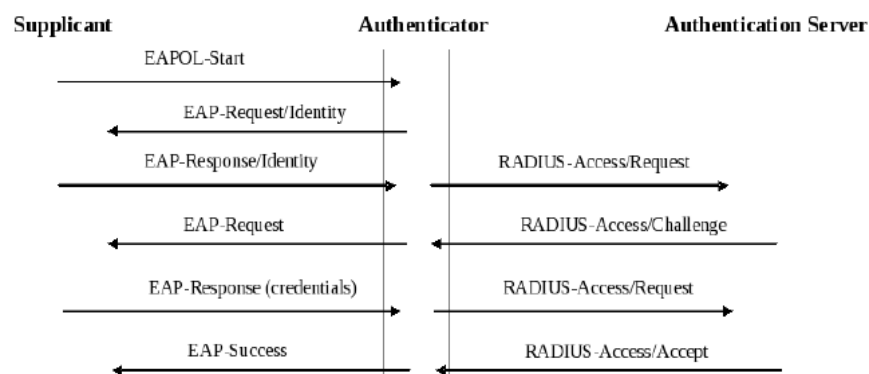 Supplicant Authenticator Authentication Server
EAPOL-Start
EAP-Request/Identity
EAP-Response/Identity RADIUS-Access/Request
EAP-Request RADIUS-Access/Challenge
EAP-Response (credentials) RADIUS-Access/Request
EAP-Success RADIUS-Access/Accept